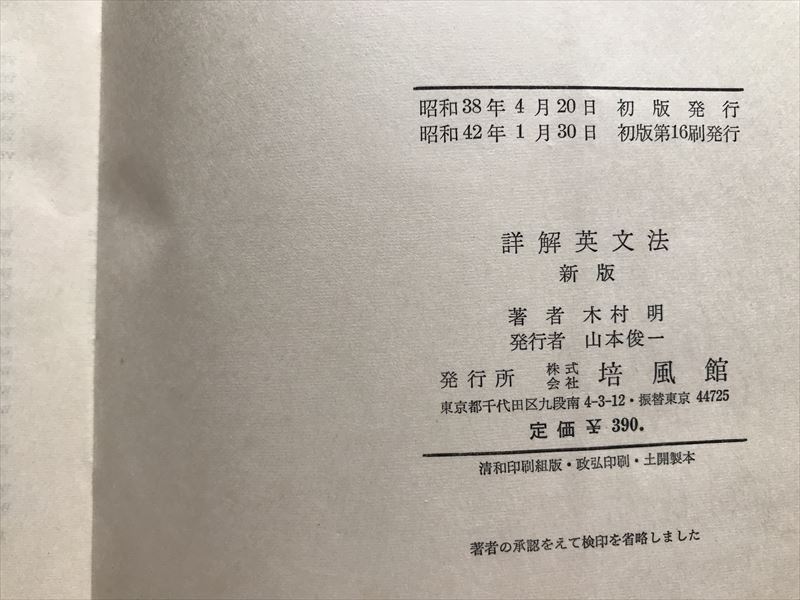 昭和38年4月20日 初版発行
昭和42年1月30日 初版第16刷発行
詳解英文法
新版
著者 木村明
発行者 山本俊一
発行所 株式会社 培風館
東京都千代田区九段南4-3-12・振替東京 44725
定価 ¥ 390.
清和印刷組版・政弘印刷・土開製本
著者の承認をえて検印を省略しました